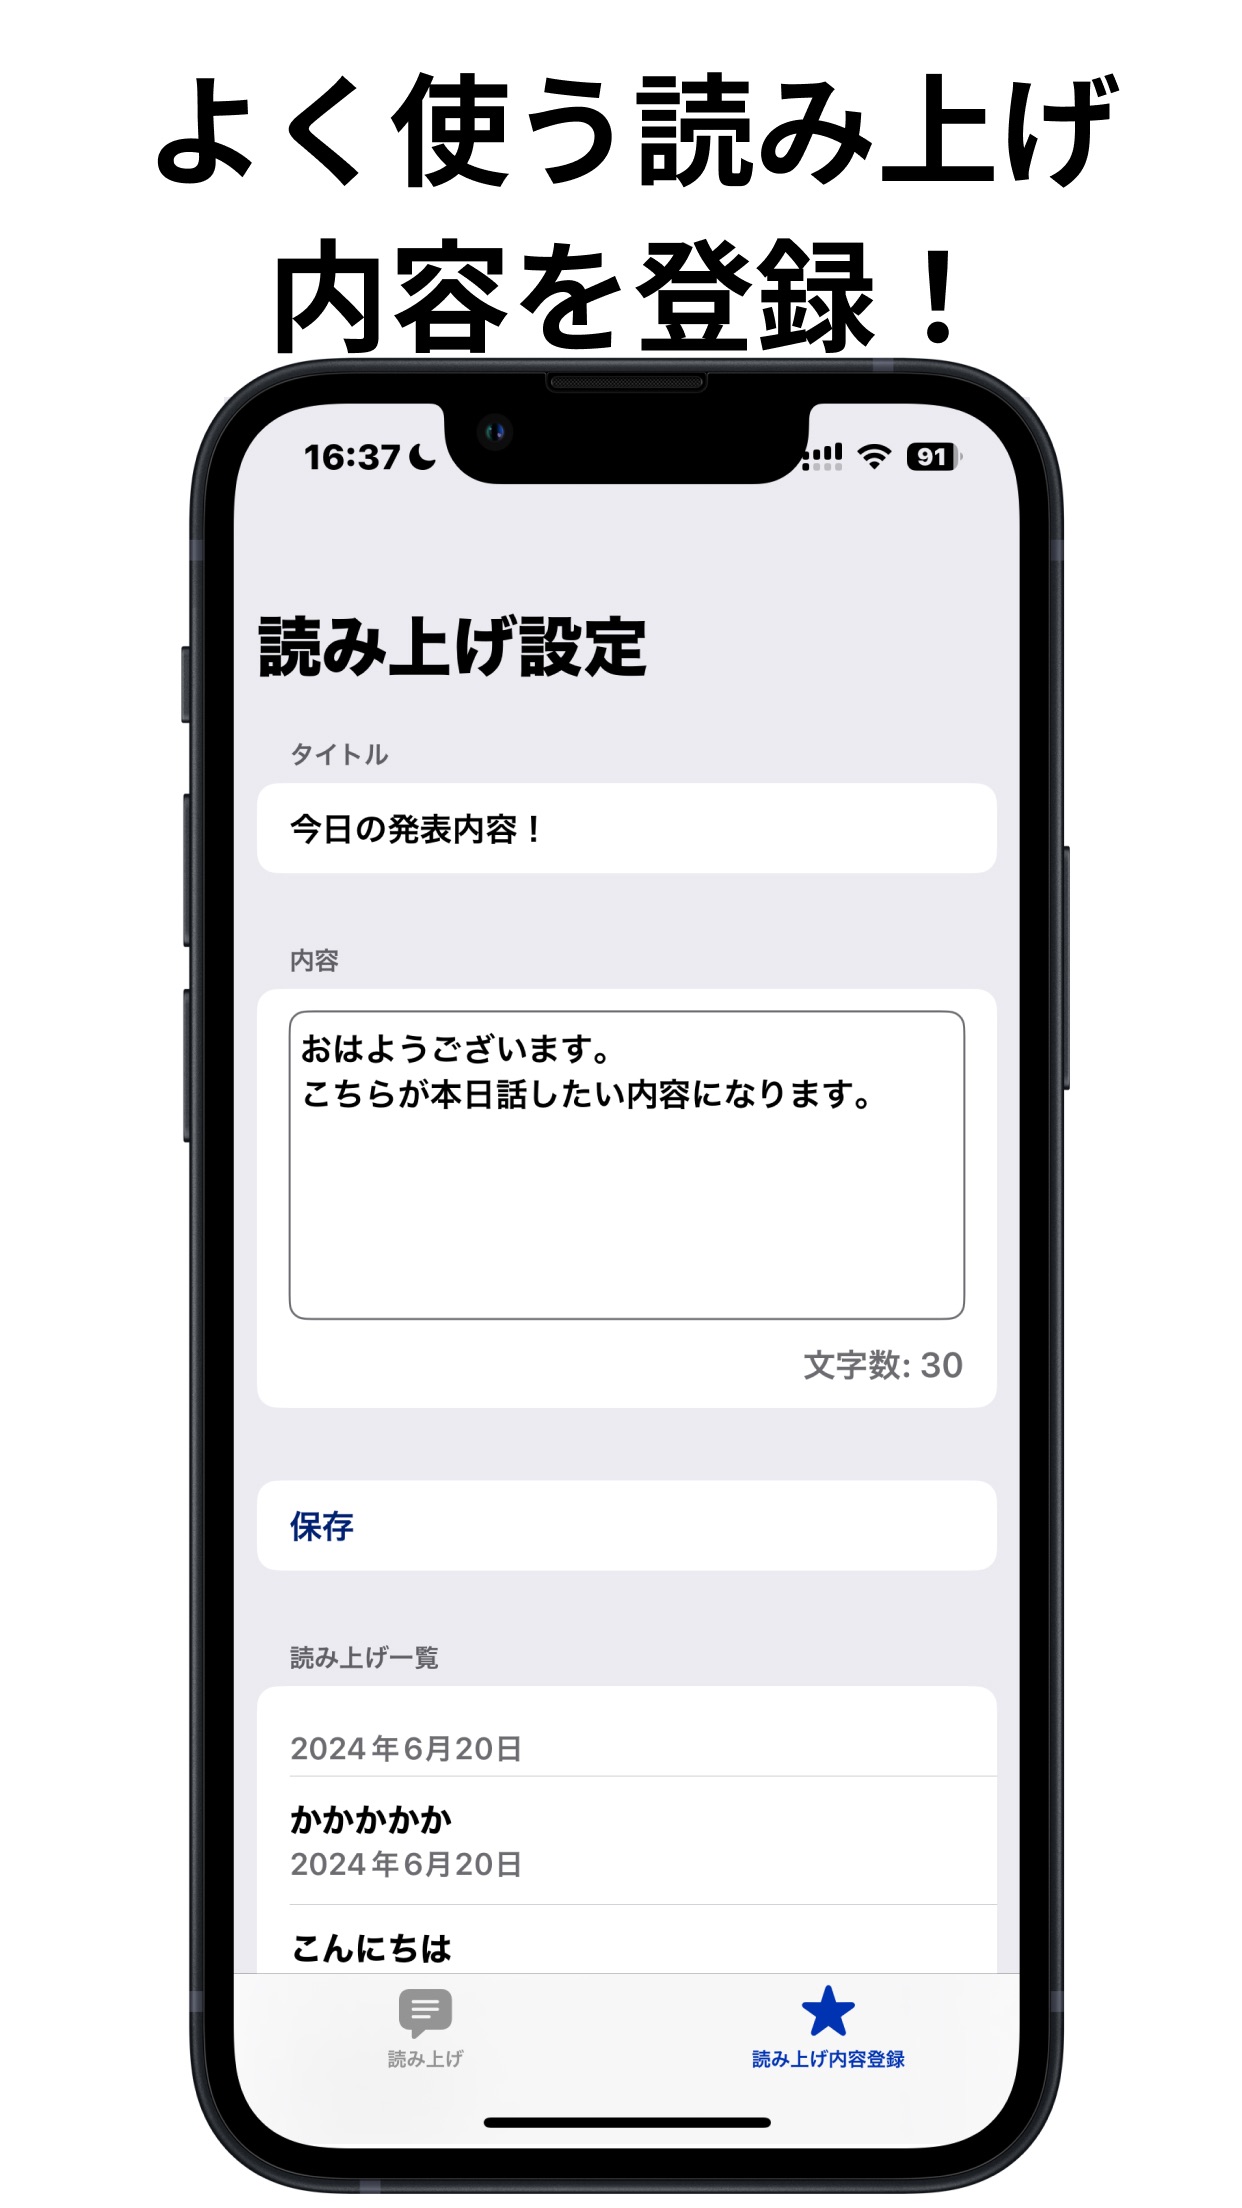 よく使う読み上げ
内容を登録！
16:37
91
読み上げ設定
タイトル
今日の発表内容！
内容
おはようございます。
こちらが本日話したい内容になります。
文字数: 30
保存
読み上げ一覧
2024年6月20日
かかかかか
2024年6月20日
こんにちは
読み上げ
読み上げ内容登録